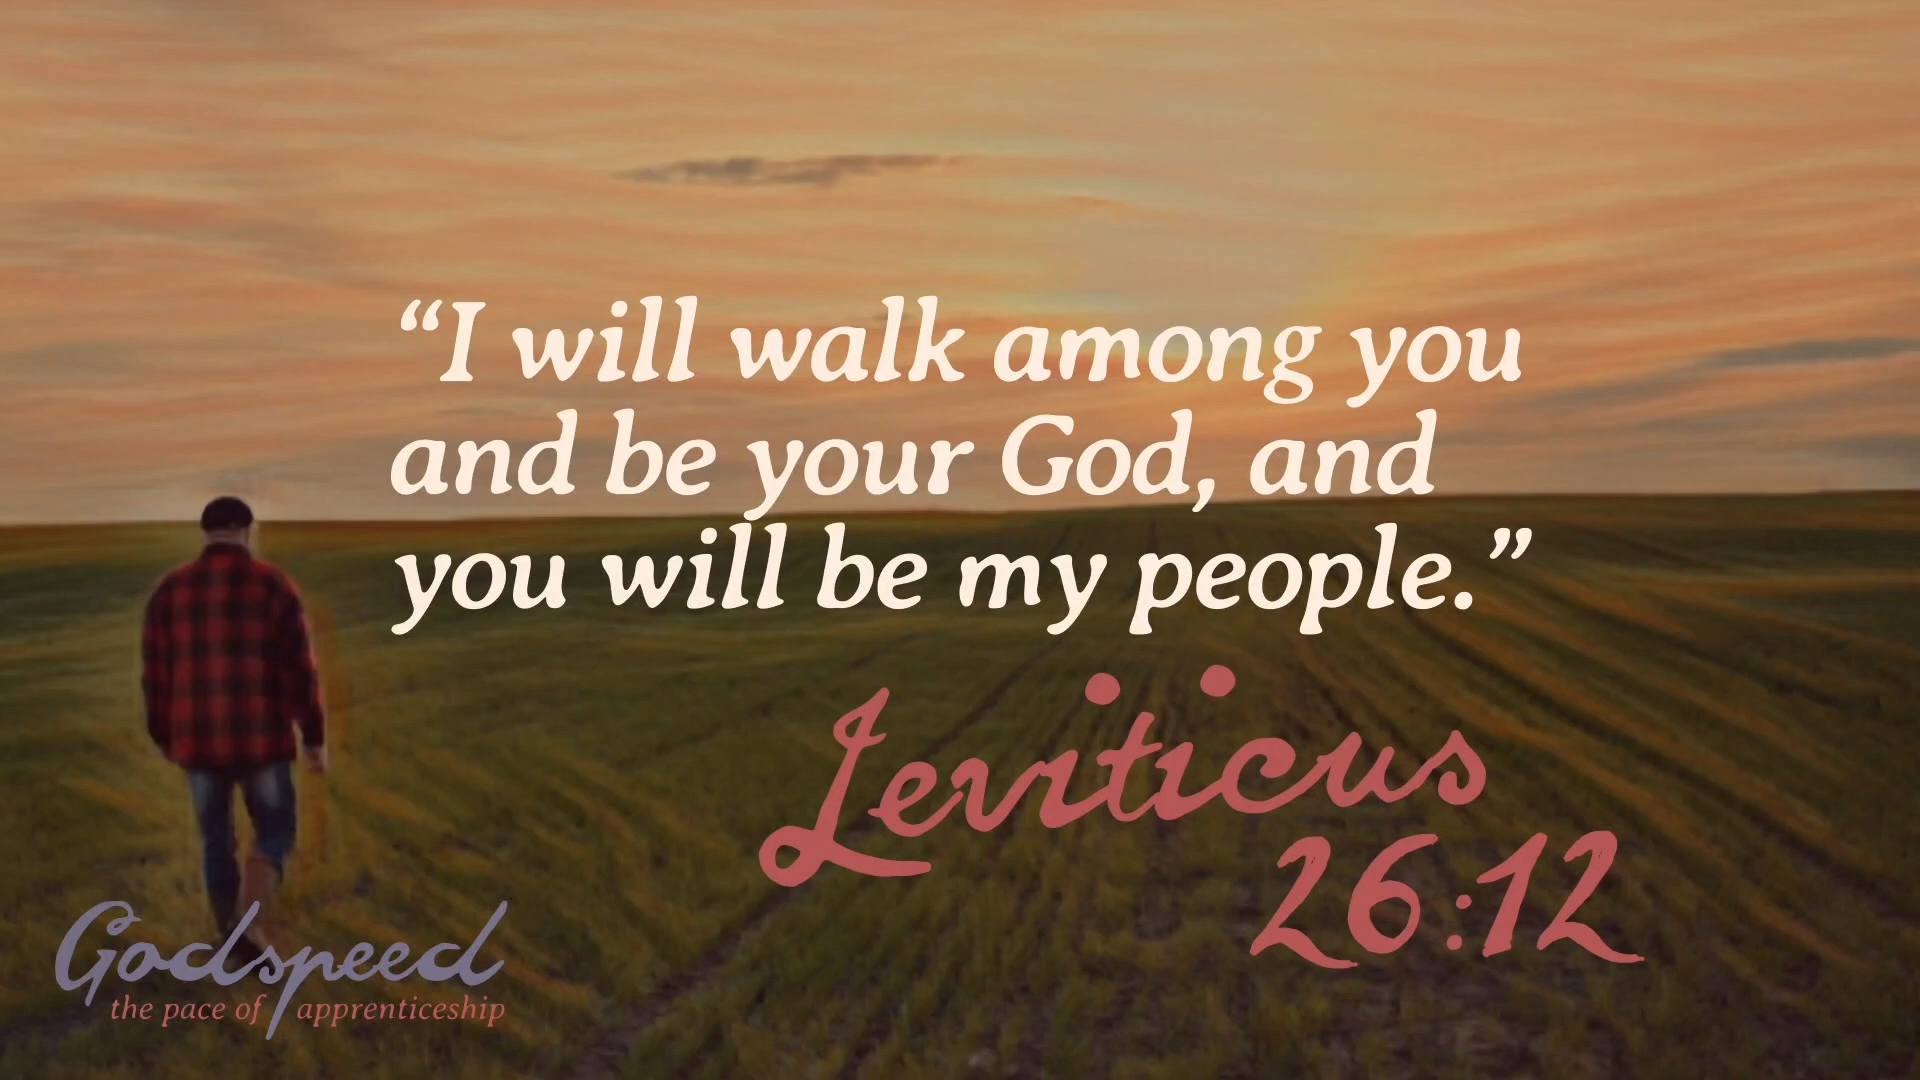 “I will walk among you
and be your God, and
you will be my people.”
Leviticus
26:12
Godspeed
the pace of apprenticeship